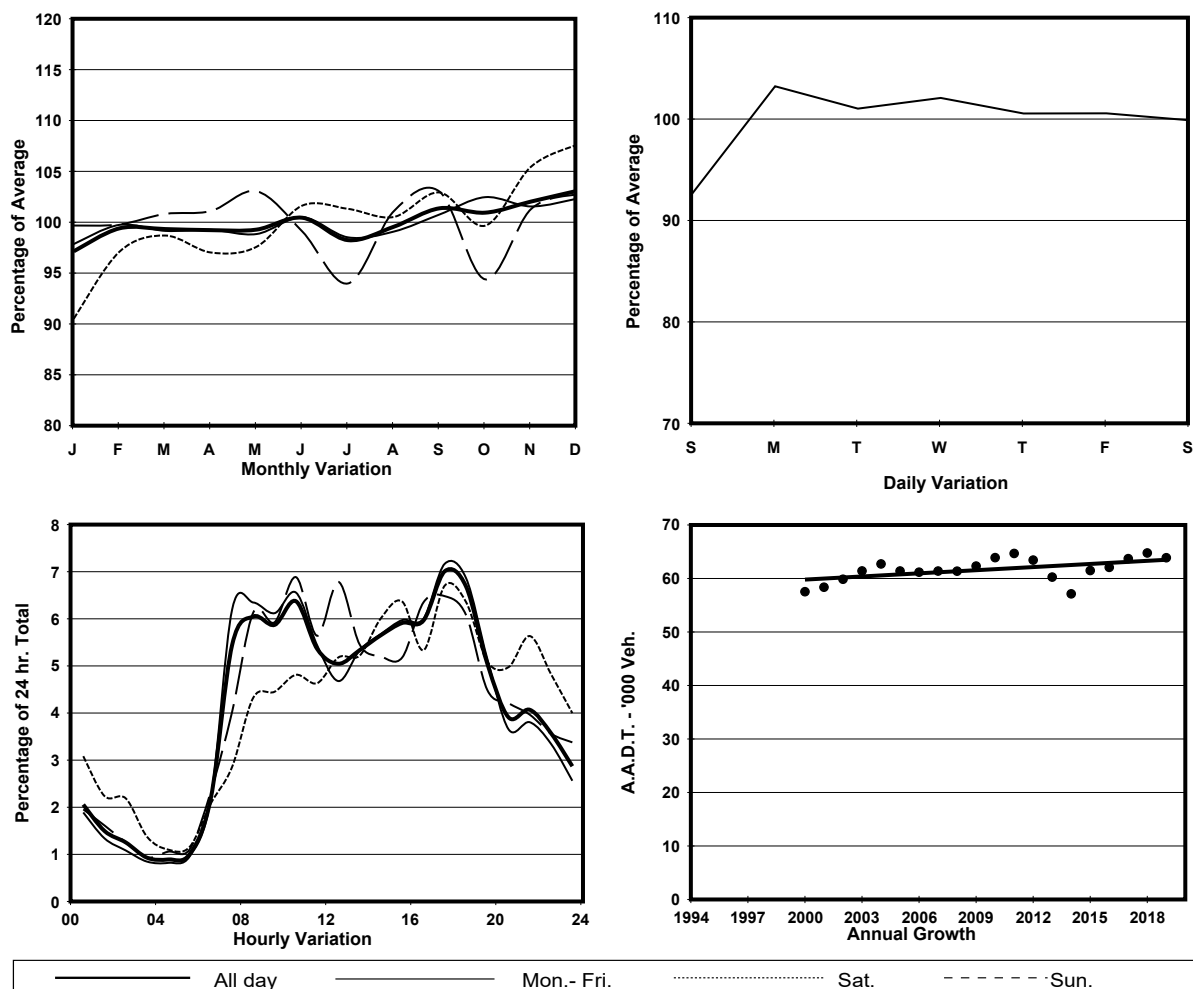 120
115
110
105
100
95
90
85
80
Percentage of Average
J F M A M J J A S O N D
Monthly Variation
110
100
90
80
70
Percentage of Average
S M T W T F S
Daily Variation
8
7
6
5
4
3
2
1
0
Percentage of 24 hr. Total
00 04 08 12 16 20 24
Hourly Variation
70
60
50
40
30
20
10
0
A.A.D.T. - '000 Veh.
1994 1997 2000 2003 2006 2009 2012 2015 2018
Annual Growth
All day Mon.- Fri. Sat. Sun.